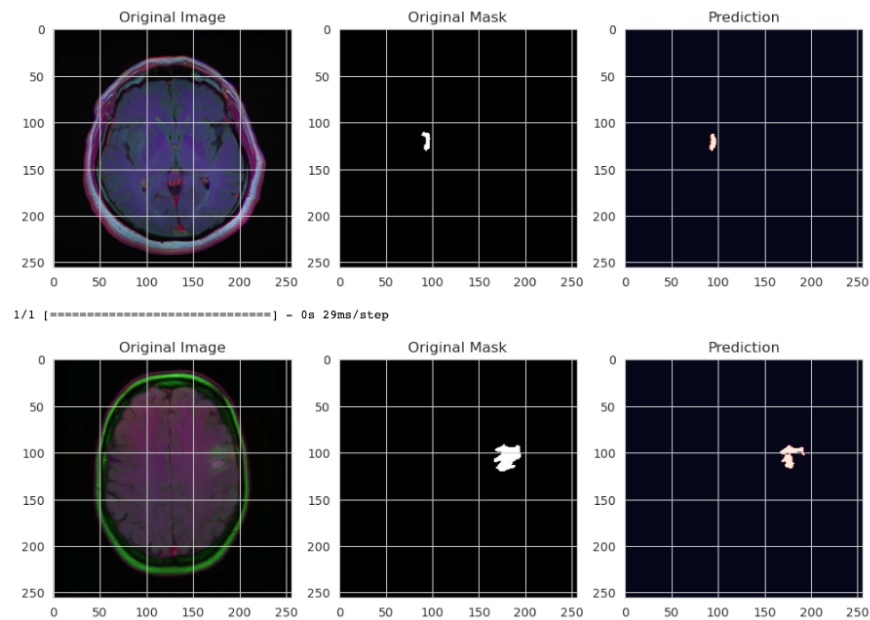 Original Image Original Mask Prediction
0 0 0
50 50 50
100 100 100
150 150 150
200 200 200
250 250 250
0 50 100 150 200 250 0 50 100 150 200 250 0 50 100 150 200 250
1/1 [==============================] - 0s 29ms/step
Original Image Original Mask Prediction
0 0 0
50 50 50
100 100 100
150 150 150
200 200 200
250 250 250
0 50 100 150 200 250 0 50 100 150 200 250 0 50 100 150 200 250